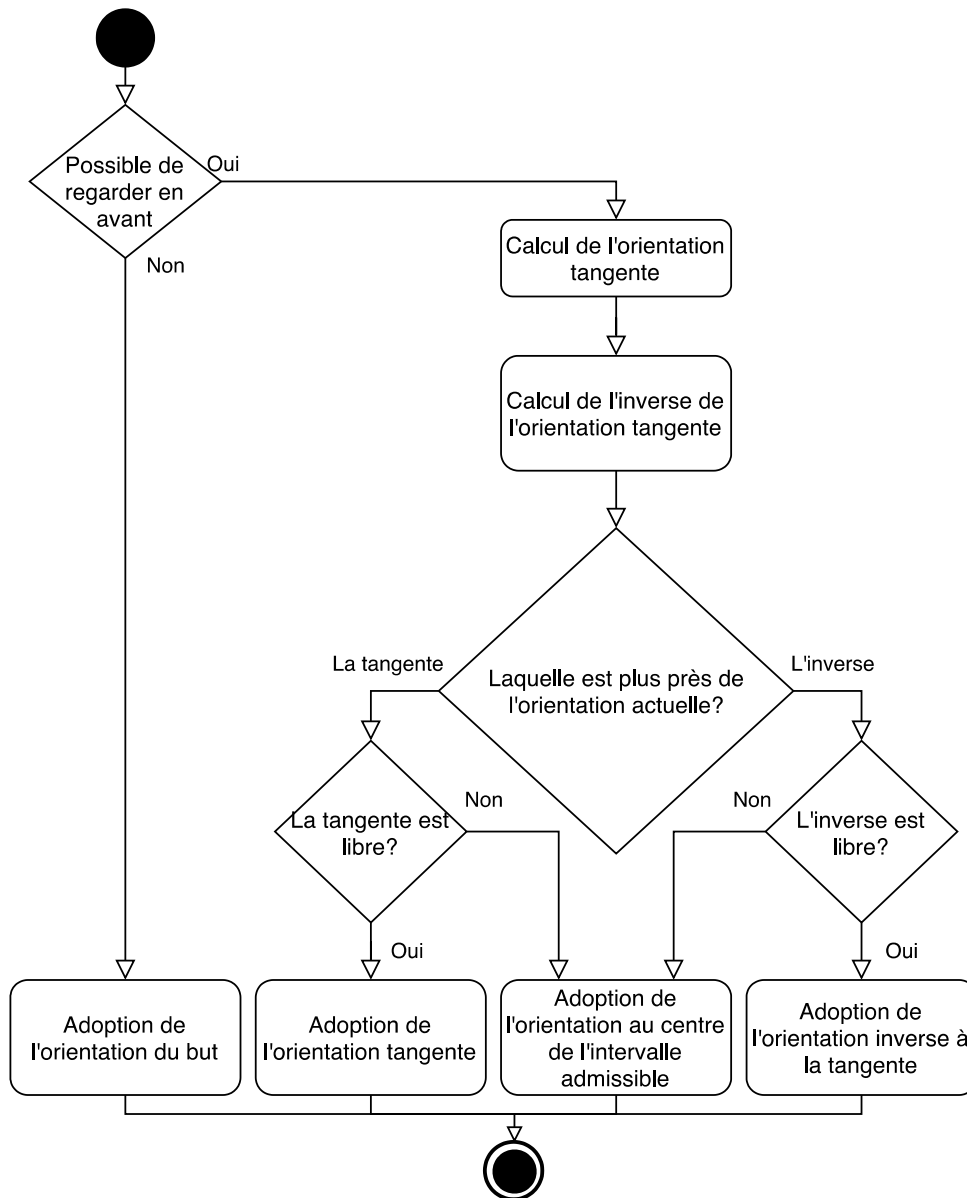 Possible de
regarder en
avant
Oui
Non
Calcul de l'orientation
tangente
Calcul de l'inverse de
l'orientation tangente
La tangente
Laquelle est plus près de
l'orientation actuelle?
L'inverse
La tangente est
libre?
Non
Non
L'inverse est
libre?
Oui
Oui
Adoption de
l'orientation du but
Adoption de
l'orientation tangente
Adoption de
l'orientation au centre
de l'intervalle
admissible
Adoption de
l'orientation inverse à
la tangente